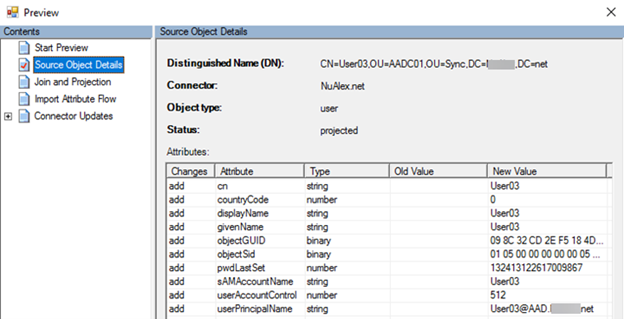 Preview
Contents
Start Preview
Source Object Details
Join and Projection
Import Attribute Flow
Connector Updates
Source Object Details
Distinguished Name (DN): CN=User03,OU=AADC01,OU=Sync,DC= ,DC=net
Connector: NuAlex.net
Object type: user
Status: projected
Attributes:
Changes Attribute Type Old Value New Value
add cn string User03
add countryCode number 0
add displayName string User03
add givenName string User03
add objectGUID binary 09 8C 32 CD 2E F5 18 4D...
add objectSid binary 01 05 00 00 00 00 00 05 ...
add pwdLastSet number 132413122617009867
add sAMAccountName string User03
add userAccountControl number 512
add userPrincipalName string User03@AAD. net